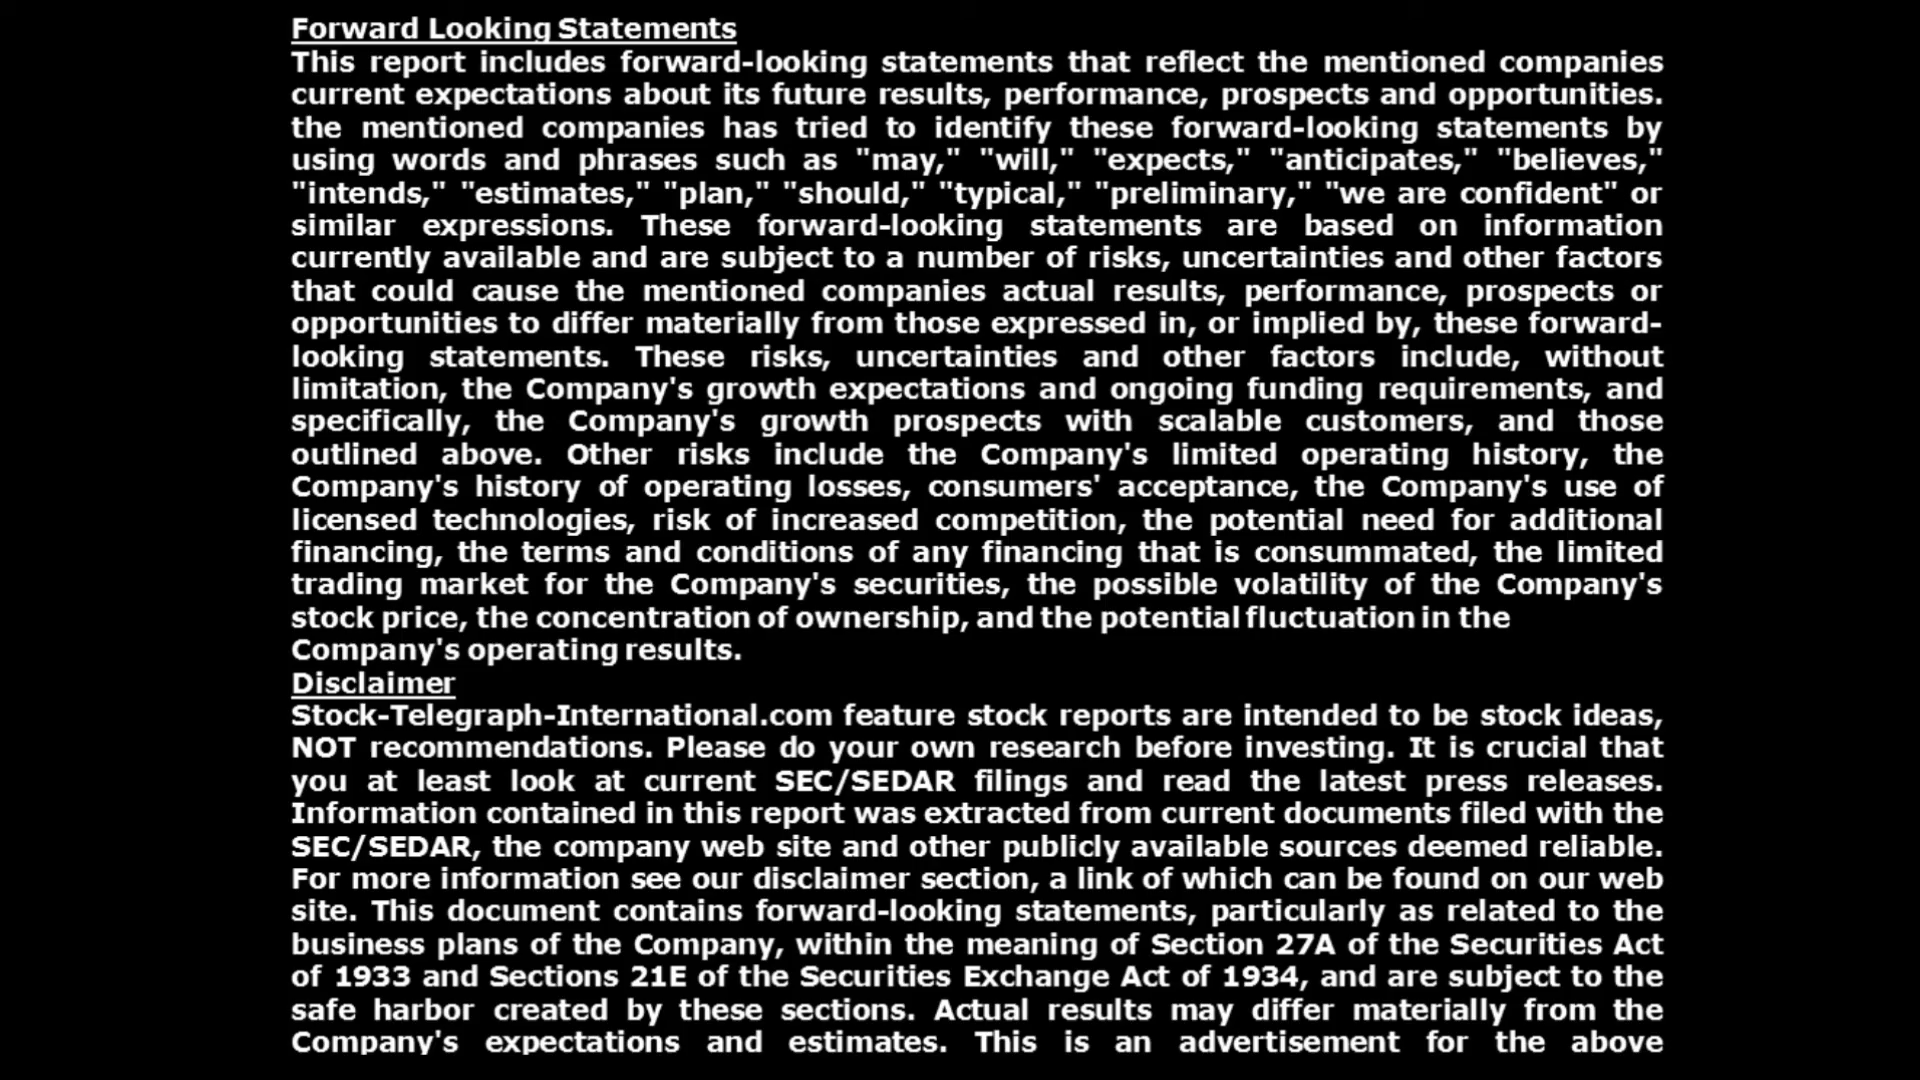 Forward Looking Statements
This report includes forward-looking statements that reflect the mentioned companies
current expectations about its future results, performance, prospects and opportunities.
the mentioned companies has tried to identify these forward-looking statements by
using words and phrases such as "may," "will," "expects," "anticipates," "believes,"
"intends," "estimates," "plan," "should," "typical," "preliminary," "we are confident" or
similar expressions. These forward-looking statements are based on information
currently available and are subject to a number of risks, uncertainties and other factors
that could cause the mentioned companies actual results, performance, prospects or
opportunities to differ materially from those expressed in, or implied by, these forward-
looking statements. These risks, uncertainties and other factors include, without
limitation, the Company's growth expectations and ongoing funding requirements, and
specifically, the Company's growth prospects with scalable customers, and those
outlined above. Other risks include the Company's limited operating history, the
Company's history of operating losses, consumers' acceptance, the Company's use of
licensed technologies, risk of increased competition, the potential need for additional
financing, the terms and conditions of any financing that is consummated, the limited
trading market for the Company's securities, the possible volatility of the Company's
stock price, the concentration of ownership, and the potential fluctuation in the
Company's operating results.
Disclaimer
Stock-Telegraph-International.com feature stock reports are intended to be stock ideas,
NOT recommendations. Please do your own research before investing. It is crucial that
you at least look at current SEC/SEDAR filings and read the latest press releases.
Information contained in this report was extracted from current documents filed with the
SEC/SEDAR, the company web site and other publicly available sources deemed reliable.
For more information see our disclaimer section, a link of which can be found on our web
site. This document contains forward-looking statements, particularly as related to the
business plans of the Company, within the meaning of Section 27A of the Securities Act
of 1933 and Sections 21E of the Securities Exchange Act of 1934, and are subject to the
safe harbor created by these sections. Actual results may differ materially from the
Company's expectations and estimates. This is an advertisement for the above